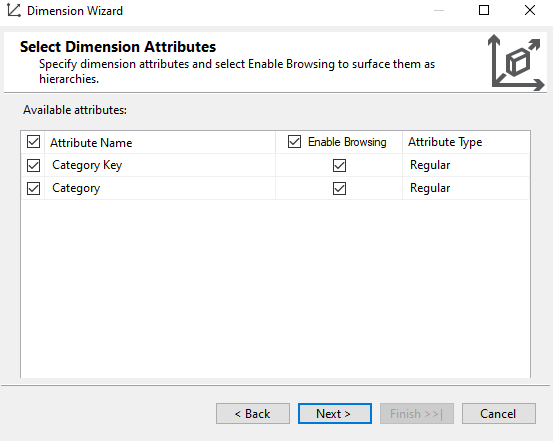 Dimension Wizard
Select Dimension Attributes
Specify dimension attributes and select Enable Browsing to surface them as
hierarchies.
Available attributes:
Attribute Name Enable Browsing Attribute Type
Category Key Regular
Category Regular
< Back Next > Finish >>| Cancel